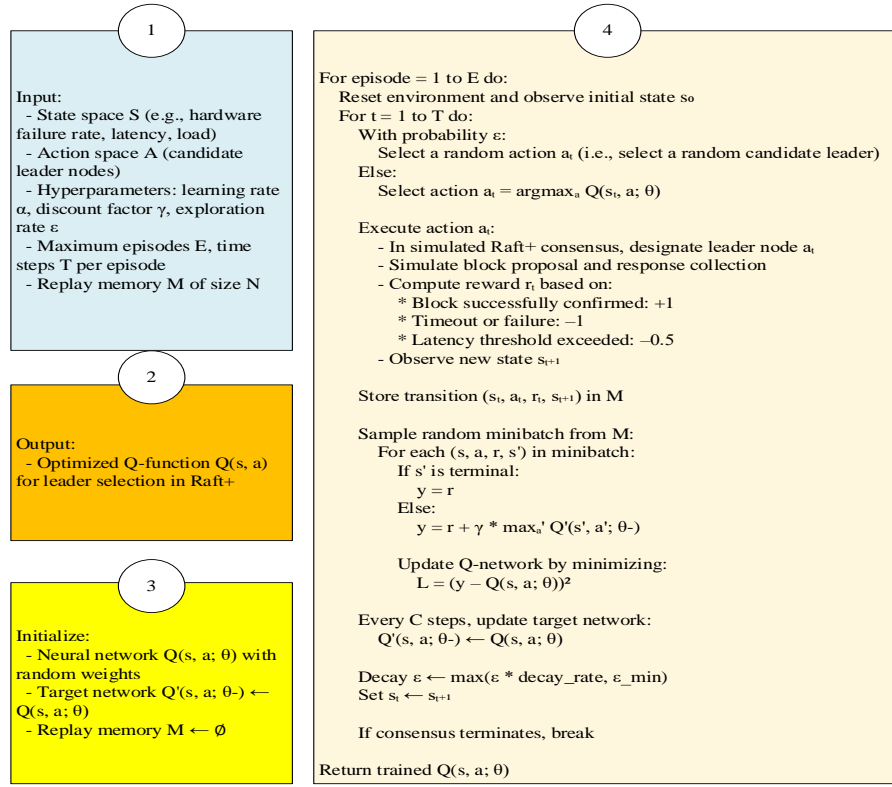 1
Input:
- State space S (e.g., hardware
failure rate, latency, load)
- Action space A (candidate
leader nodes)
- Hyperparameters: learning rate
α, discount factor γ, exploration
rate ε
- Maximum episodes E, time
steps T per episode
- Replay memory M of size N
2
Output:
- Optimized Q-function Q(s, a)
for leader selection in Raft+
3
Initialize:
- Neural network Q(s, a; θ) with
random weights
- Target network Q'(s, a; θ-) ←
Q(s, a; θ)
- Replay memory M ← ∅
4
For episode = 1 to E do:
Reset environment and observe initial state s₀
For t = 1 to T do:
With probability ε:
Select a random action aₜ (i.e., select a random candidate leader)
Else:
Select action aₜ = argmaxₐ Q(sₜ, a; θ)
Execute action aₜ:
- In simulated Raft+ consensus, designate leader node aₜ
- Simulate block proposal and response collection
- Compute reward rₜ based on:
* Block successfully confirmed: +1
* Timeout or failure: –1
* Latency threshold exceeded: –0.5
- Observe new state sₜ₊₁
Store transition (sₜ, aₜ, rₜ, sₜ₊₁) in M
Sample random minibatch from M:
For each (s, a, r, s') in minibatch:
If s' is terminal:
y = r
Else:
y = r + γ * maxₐ' Q'(s', a'; θ-)
Update Q-network by minimizing:
L = (y – Q(s, a; θ))²
Every C steps, update target network:
Q'(s, a; θ-) ← Q(s, a; θ)
Decay ε ← max(ε * decay_rate, ε_min)
Set sₜ ← sₜ₊₁
If consensus terminates, break
Return trained Q(s, a; θ)